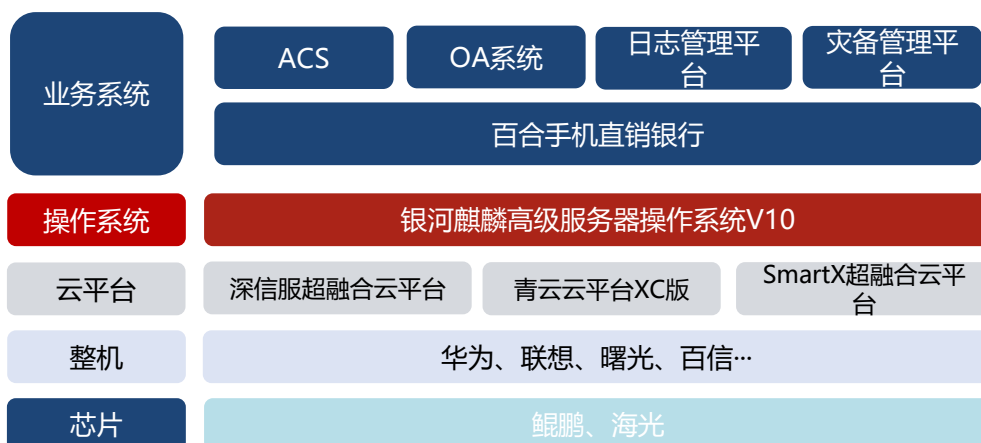 业务系统
ACS
OA系统
日志管理平
台
灾备管理平
台
百合手机直销银行
操作系统
银河麒麟高级服务器操作系统V10
云平台
深信服超融合云平台
青云云平台XC版
SmartX超融合云平
台
整机
华为、联想、曙光、百信···
芯片
鲲鹏、海光